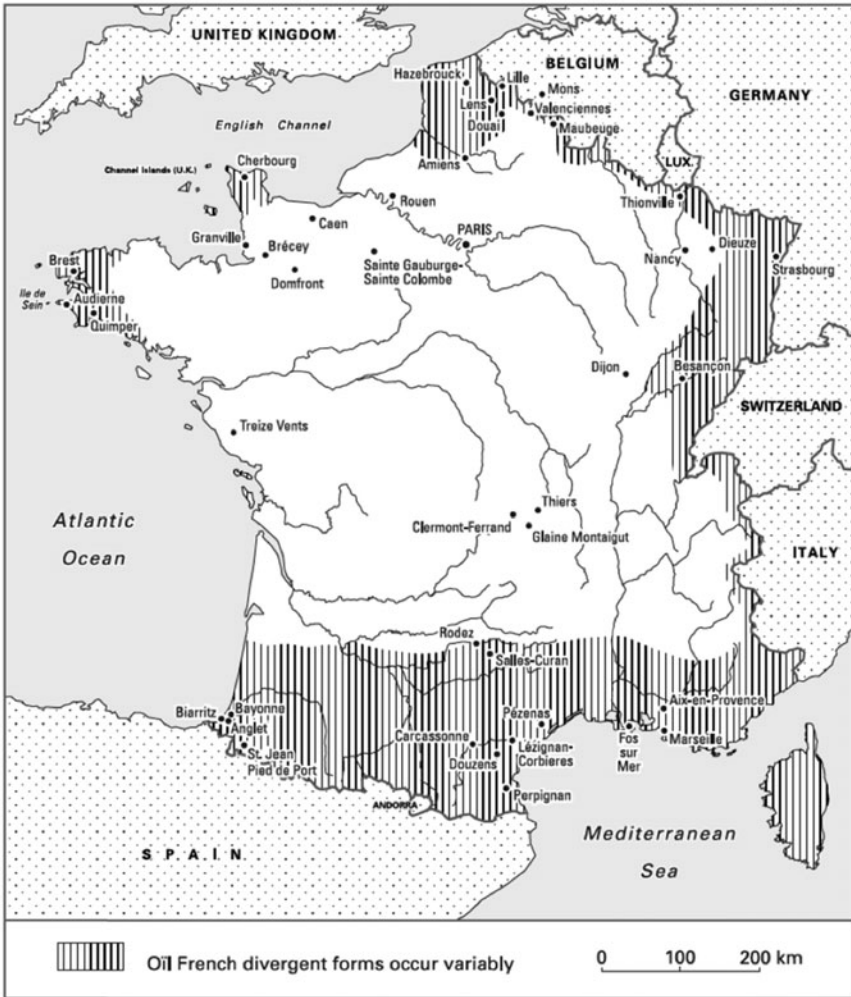 UNITED KINGDOM
BELGIUM
GERMANY
Hazebrouck
Lille
Mons
Lens
Valenciennes
Douai
Maubeuge
English Channel
LUX.
Channel Islands (U.K.)
Cherbourg
Amiens
Rouen
Thionville
Caen
PARIS
Granville
Brécey
Nancy
Dieuze
Strasbourg
Brest
Domfront
Sainte Gauburge-
Sainte Colombe
Ile de
Sein
Audierne
Quimper
Dijon
Besançon
SWITZERLAND
Treize Vents
Atlantic
Ocean
Thiers
Clermont-Ferrand
Glaine Montaigut
ITALY
Rodez
Salles-Curan
Biarritz
Bayonne
Anglet
St. Jean
Pied de Port
Pézenas
Carcassonne
Lézignan-
Corbieres
Douzens
Perpignan
Fos
sur
Mer
Aix-en-Provence
Marseille
ANDORRA
SPAIN
Mediterranean
Sea
Oïl French divergent forms occur variably
0 100 200 km